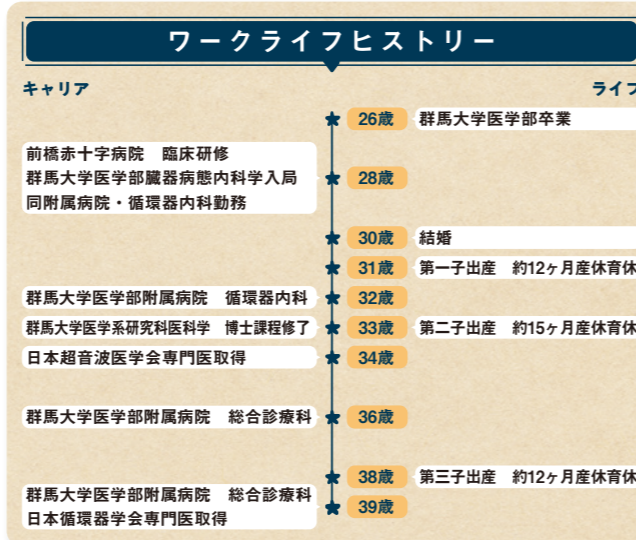 ワークライフヒストリー
キャリア
ライフ
26歳 群馬大学医学部卒業
前橋赤十字病院　臨床研修
群馬大学医学部臓器病態内科学入局
同附属病院・循環器内科勤務
28歳
30歳 結婚
31歳 第一子出産　約12ヶ月産休育休
群馬大学医学部附属病院　循環器内科 32歳
群馬大学医学系研究科医科学　博士課程修了 33歳 第二子出産　約15ヶ月産休育休
日本超音波医学会専門医取得 34歳
群馬大学医学部附属病院　総合診療科 36歳
38歳 第三子出産　約12ヶ月産休育休
群馬大学医学部附属病院　総合診療科
日本循環器学会専門医取得
39歳